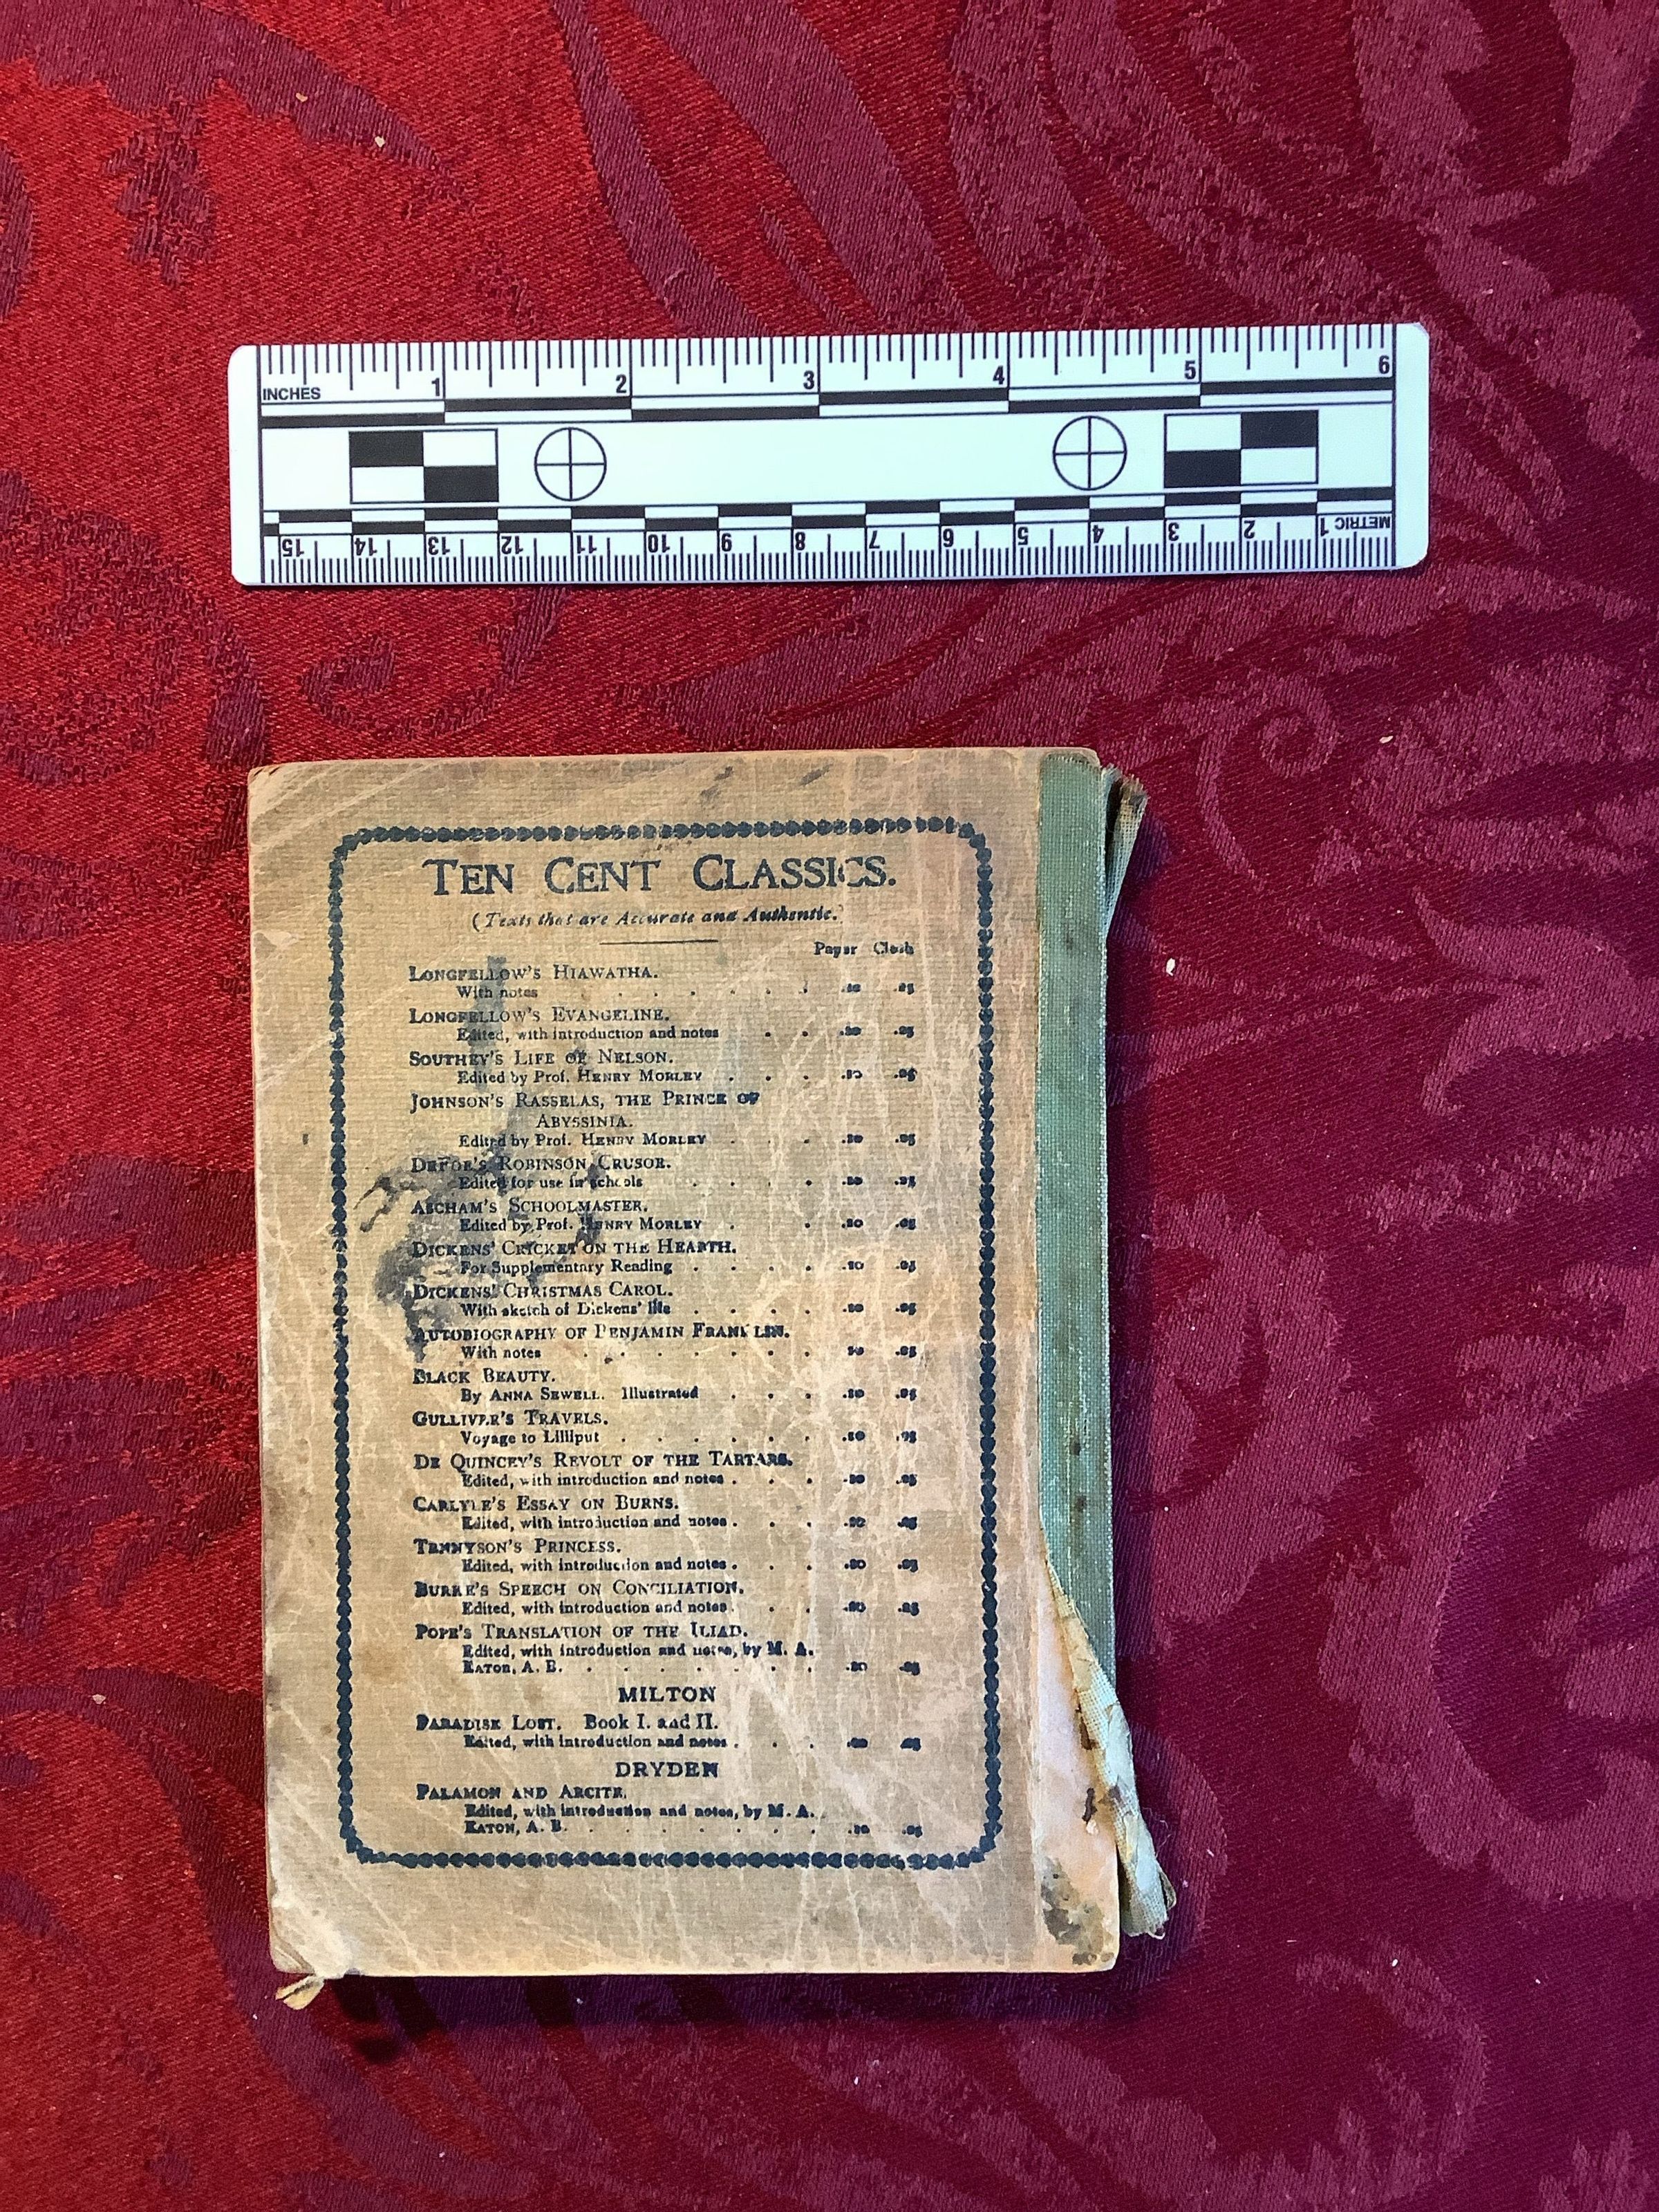 INCHES 1 2 3 4 5 6
15 14 13 12 11 10 9 8 7 6 5 4 3 2 1 METRIC
TEN CENT CLASSICS.
(Texts that are Accurate and Authentic.)
Paper Cloth
LONGFELLOW'S HIAWATHA.
With notes . . . . . .
LONGFELLOW'S EVANGELINE.
Edited, with introduction and notes . .
SOUTHEY'S LIFE OF NELSON.
Edited by Prof. HENRY MORLEY . . .
JOHNSON'S RASSELAS, THE PRINCE OF
ABYSSINIA.
Edited by Prof. HENRY MORLEY . . .
DEFOE'S ROBINSON CRUSOE.
Edited for use in schools . . . .
ASCHAM'S SCHOOLMASTER.
Edited by Prof. HENRY MORLEY . .
DICKENS' CRICKET ON THE HEARTH.
For Supplementary Reading . . . . .10
DICKENS' CHRISTMAS CAROL.
With sketch of Dickens' life . . . .
AUTOBIOGRAPHY OF BENJAMIN FRANKLIN.
With notes . . . . . . .
BLACK BEAUTY.
By ANNA SEWELL. Illustrated . . . .10
GULLIVER'S TRAVELS.
Voyage to Lilliput . . . . . . .10
DE QUINCEY'S REVOLT OF THE TARTARS.
Edited, with introduction and notes . . .
CARLYLE'S ESSAY ON BURNS.
Edited, with introduction and notes . . .
TENNYSON'S PRINCESS.
Edited, with introduction and notes . . .
BURKE'S SPEECH ON CONCILIATION.
Edited, with introduction and notes . . .
POPE'S TRANSLATION OF THE ILIAD.
Edited, with introduction and notes, by M. A.
EATON, A. B. . . . . . . .
MILTON
PARADISE LOST. Book I. and II.
Edited, with introduction and notes . . .
DRYDEN
PALAMON AND ARCITE.
Edited, with introduction and notes, by M. A.
EATON, A. B. . . . . . . .